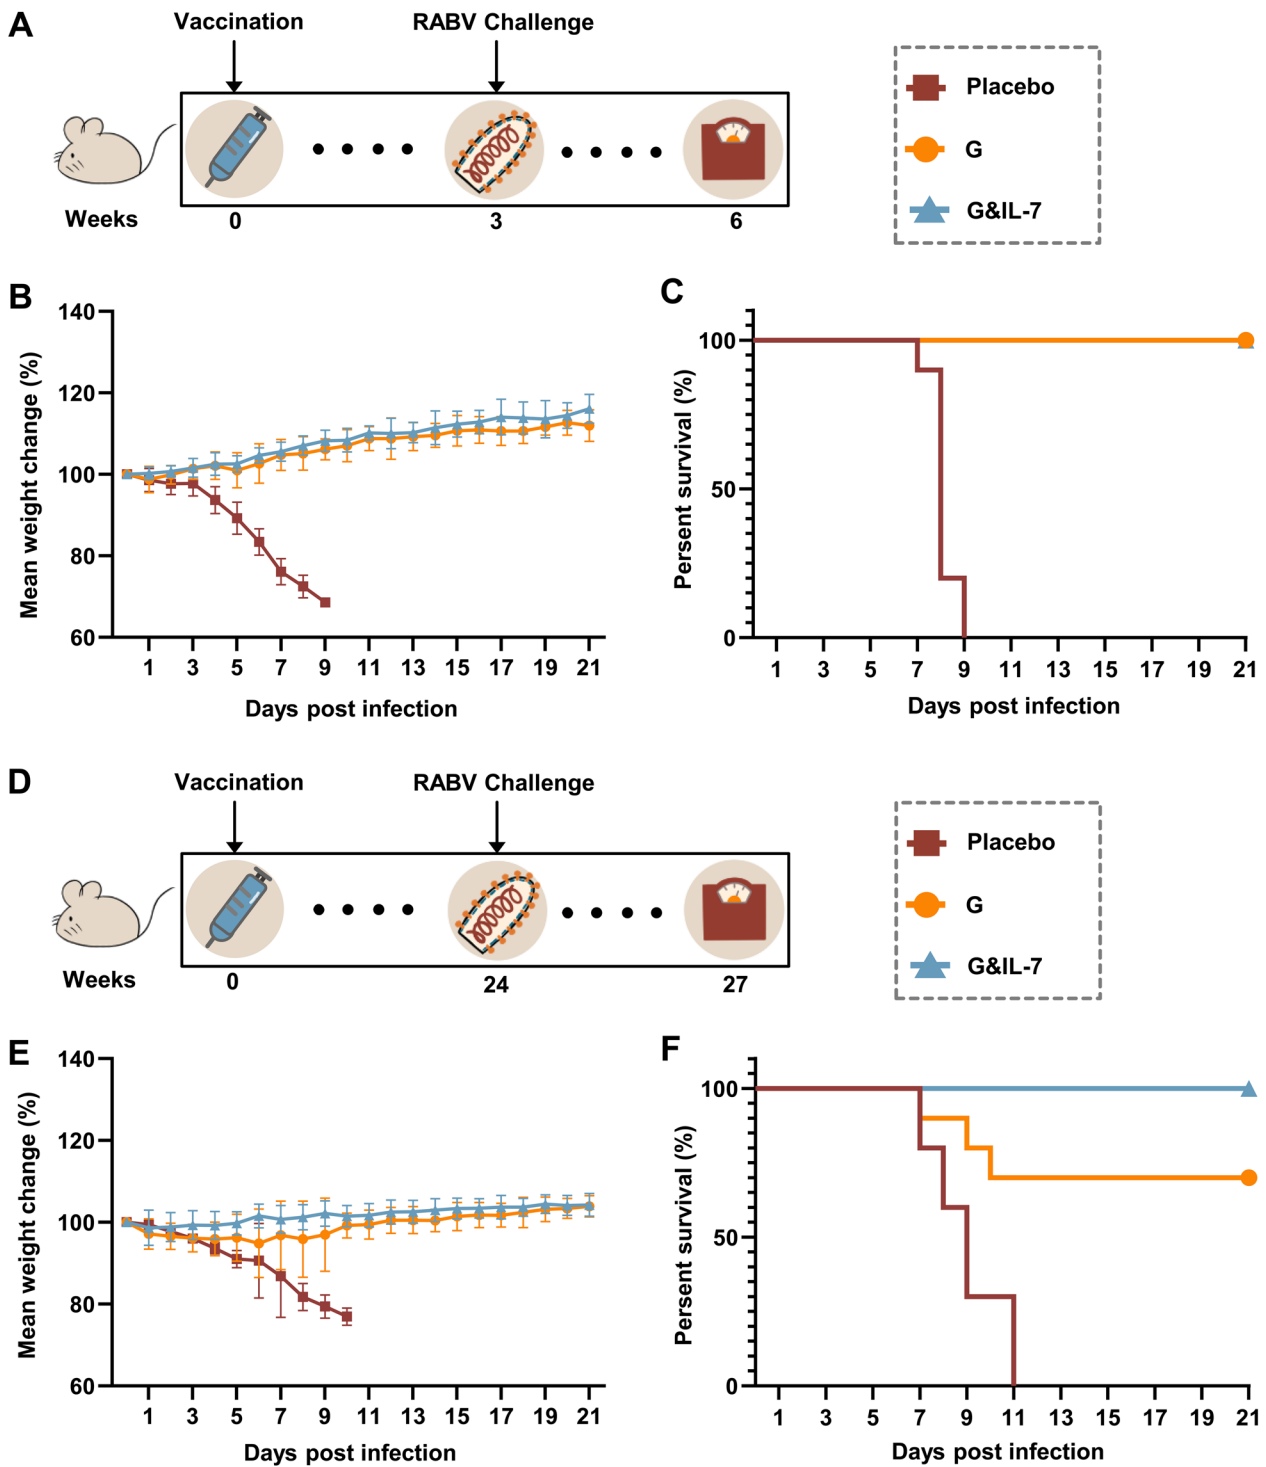 A
Vaccination
RABV Challenge
Weeks
0
3
6
Placebo
G
G&IL-7
B
Mean weight change (%)
140
120
100
80
60
1 3 5 7 9 11 13 15 17 19 21
Days post infection
C
Persent survival (%)
100
50
0
1 3 5 7 9 11 13 15 17 19 21
Days post infection
D
Vaccination
RABV Challenge
Weeks
0
24
27
Placebo
G
G&IL-7
E
Mean weight change (%)
140
120
100
80
60
1 3 5 7 9 11 13 15 17 19 21
Days post infection
F
Persent survival (%)
100
50
0
1 3 5 7 9 11 13 15 17 19 21
Days post infection